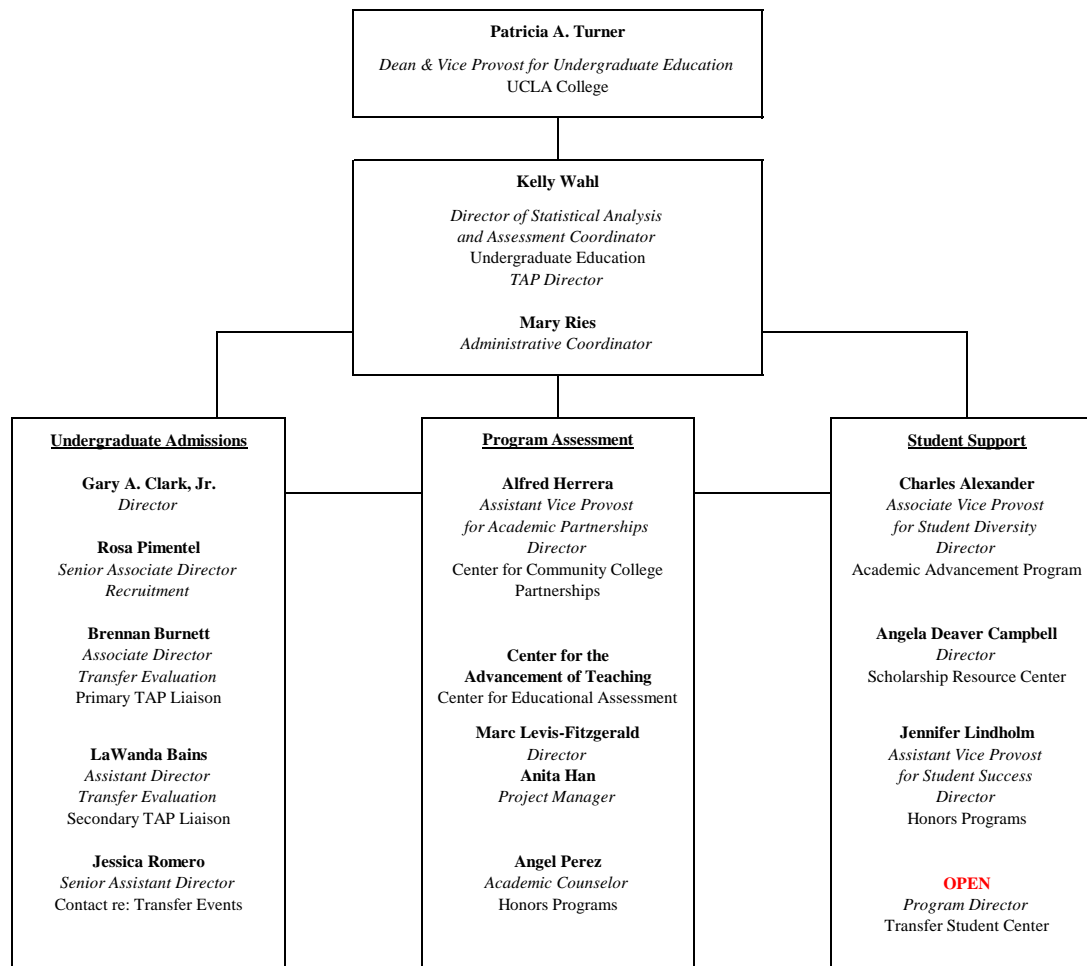 Patricia A. Turner
Dean & Vice Provost for Undergraduate Education
UCLA College
Kelly Wahl
Director of Statistical Analysis
and Assessment Coordinator
Undergraduate Education
TAP Director
Mary Ries
Administrative Coordinator
Undergraduate Admissions
Gary A. Clark, Jr.
Director
Rosa Pimentel
Senior Associate Director
Recruitment
Brennan Burnett
Associate Director
Transfer Evaluation
Primary TAP Liaison
LaWanda Bains
Assistant Director
Transfer Evaluation
Secondary TAP Liaison
Jessica Romero
Senior Assistant Director
Contact re: Transfer Events
Program Assessment
Alfred Herrera
Assistant Vice Provost
for Academic Partnerships
Director
Center for Community College
Partnerships
Center for the
Advancement of Teaching
Center for Educational Assessment
Marc Levis-Fitzgerald
Director
Anita Han
Project Manager
Angel Perez
Academic Counselor
Honors Programs
Student Support
Charles Alexander
Associate Vice Provost
for Student Diversity
Director
Academic Advancement Program
Angela Deaver Campbell
Director
Scholarship Resource Center
Jennifer Lindholm
Assistant Vice Provost
for Student Success
Director
Honors Programs
OPEN
Program Director
Transfer Student Center